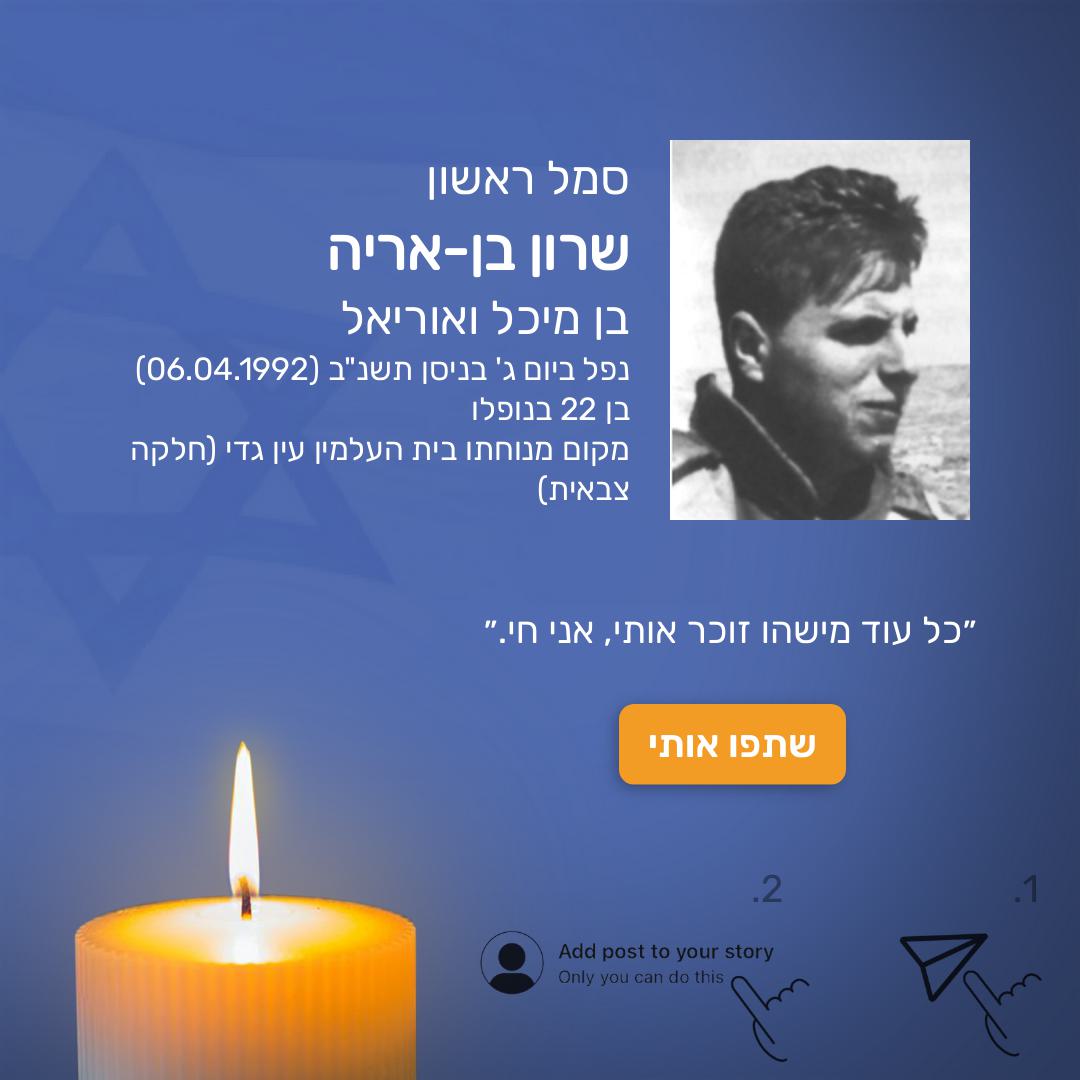 סמל ראשון
שרון בן-אריה
בן מיכל ואוריאל
נפל ביום ג' בניסן תשנ"ב (06.04.1992)
בן 22 בנופלו
מקום מנוחתו בית העלמין עין גדי (חלקה
צבאית)
״כל עוד מישהו זוכר אותי, אני חי.״
שתפו אותי
1.
2.
Add post to your story
Only you can do this